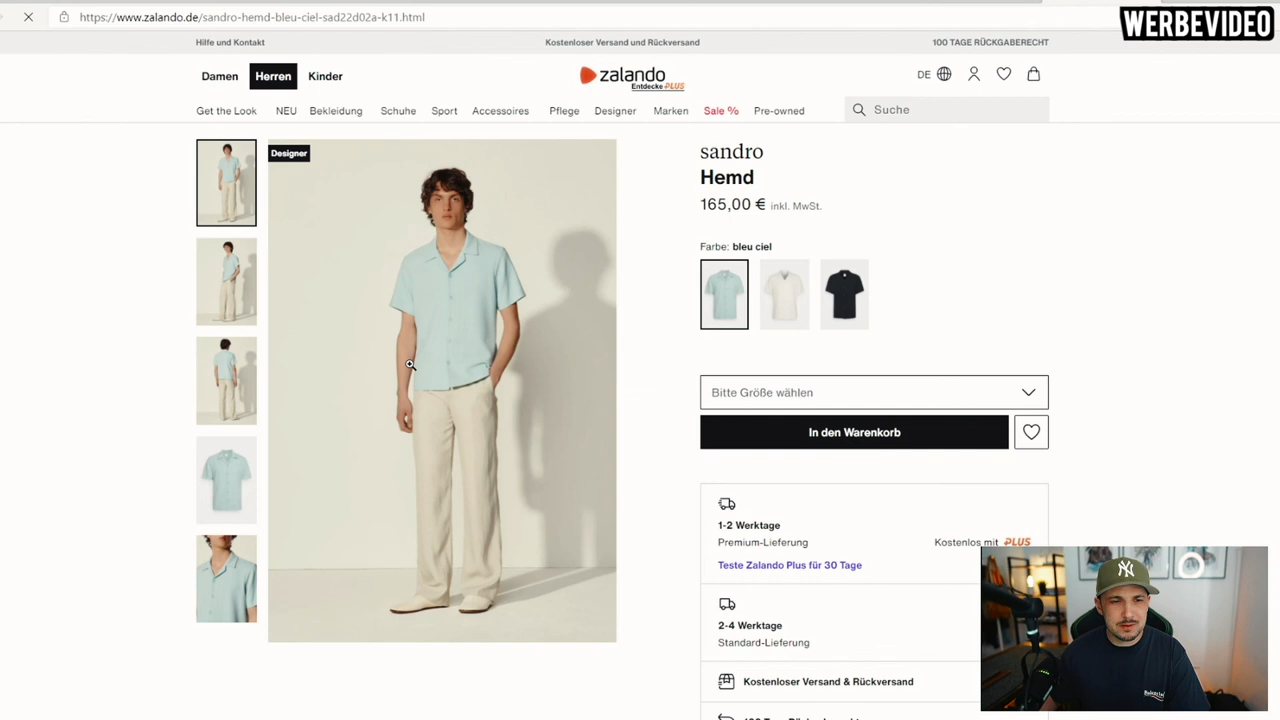 https://www.zalando.de/sandro-hemd-bleu-ciel-sad22d02a-k11.html
WERBEVIDEO
Hilfe und Kontakt
Kostenloser Versand und Rückversand
100 TAGE RÜCKGABERECHT
Damen
Herren
Kinder
zalando
Entdecke PLUS
DE
Get the Look
NEU
Bekleidung
Schuhe
Sport
Accessoires
Pflege
Designer
Marken
Sale %
Pre-owned
Suche
Designer
sandro
Hemd
165,00 € inkl. MwSt.
Farbe: bleu ciel
Bitte Größe wählen
In den Warenkorb
1-2 Werktage
Premium-Lieferung
Kostenlos mit PLUS
Teste Zalando Plus für 30 Tage
2-4 Werktage
Standard-Lieferung
Kostenloser Versand & Rückversand
NY